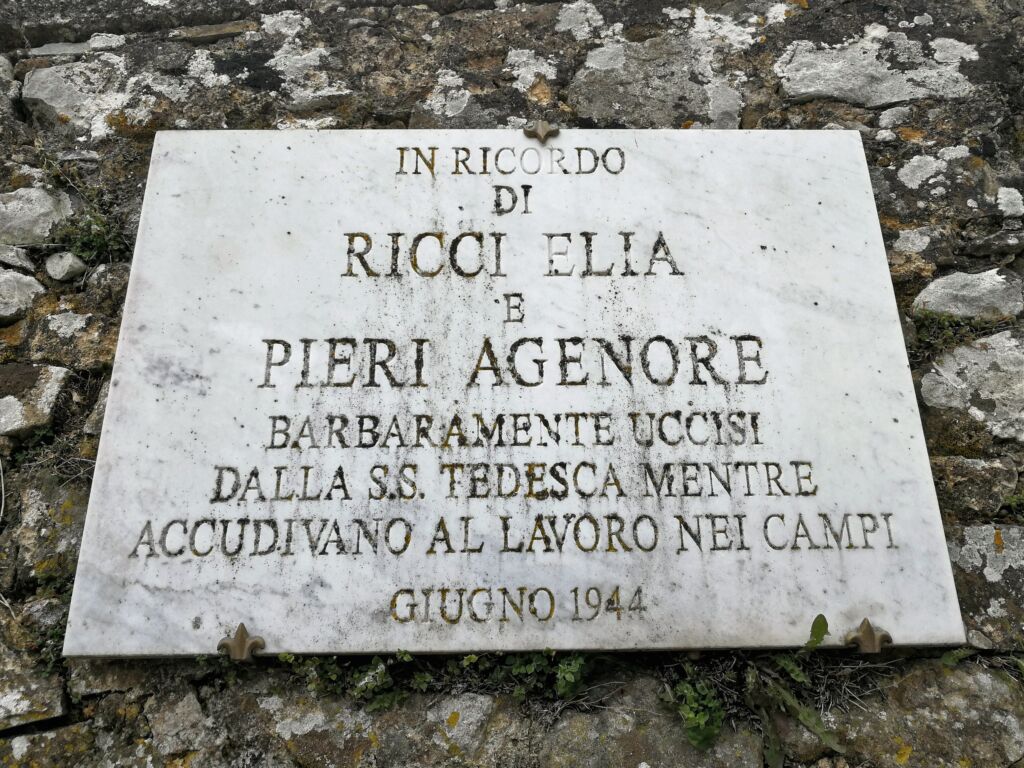 IN RICORDO
DI
RICCI ELIA
E
PIERI AGENORE
BARBARAMENTE UCCISI
DALLA S.S. TEDESCA MENTRE
ACCUDIVANO AL LAVORO NEI CAMPI
GIUGNO 1944